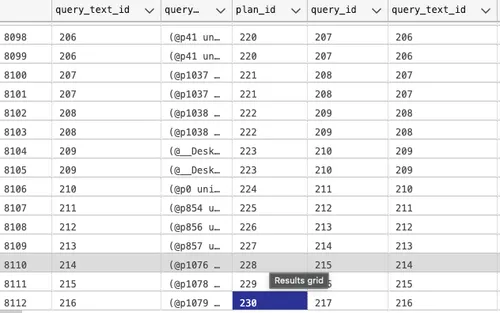 query_text_id query… plan_id query_id query_text_id
8098 206 (@p41 un… 220 207 206
8099 206 (@p41 un… 220 207 206
8100 207 (@p1037 … 221 208 207
8101 207 (@p1037 … 221 208 207
8102 208 (@p1038 … 222 209 208
8103 208 (@p1038 … 222 209 208
8104 209 (@__Desk… 223 210 209
8105 209 (@__Desk… 223 210 209
8106 210 (@p0 uni… 224 211 210
8107 211 (@p854 u… 225 212 211
8108 212 (@p856 u… 226 213 212
8109 213 (@p857 u… 227 214 213
8110 214 (@p1076 … 228 215 214
Results grid
8111 215 (@p1078 … 229 6 215
8112 216 (@p1079 … 230 217 216